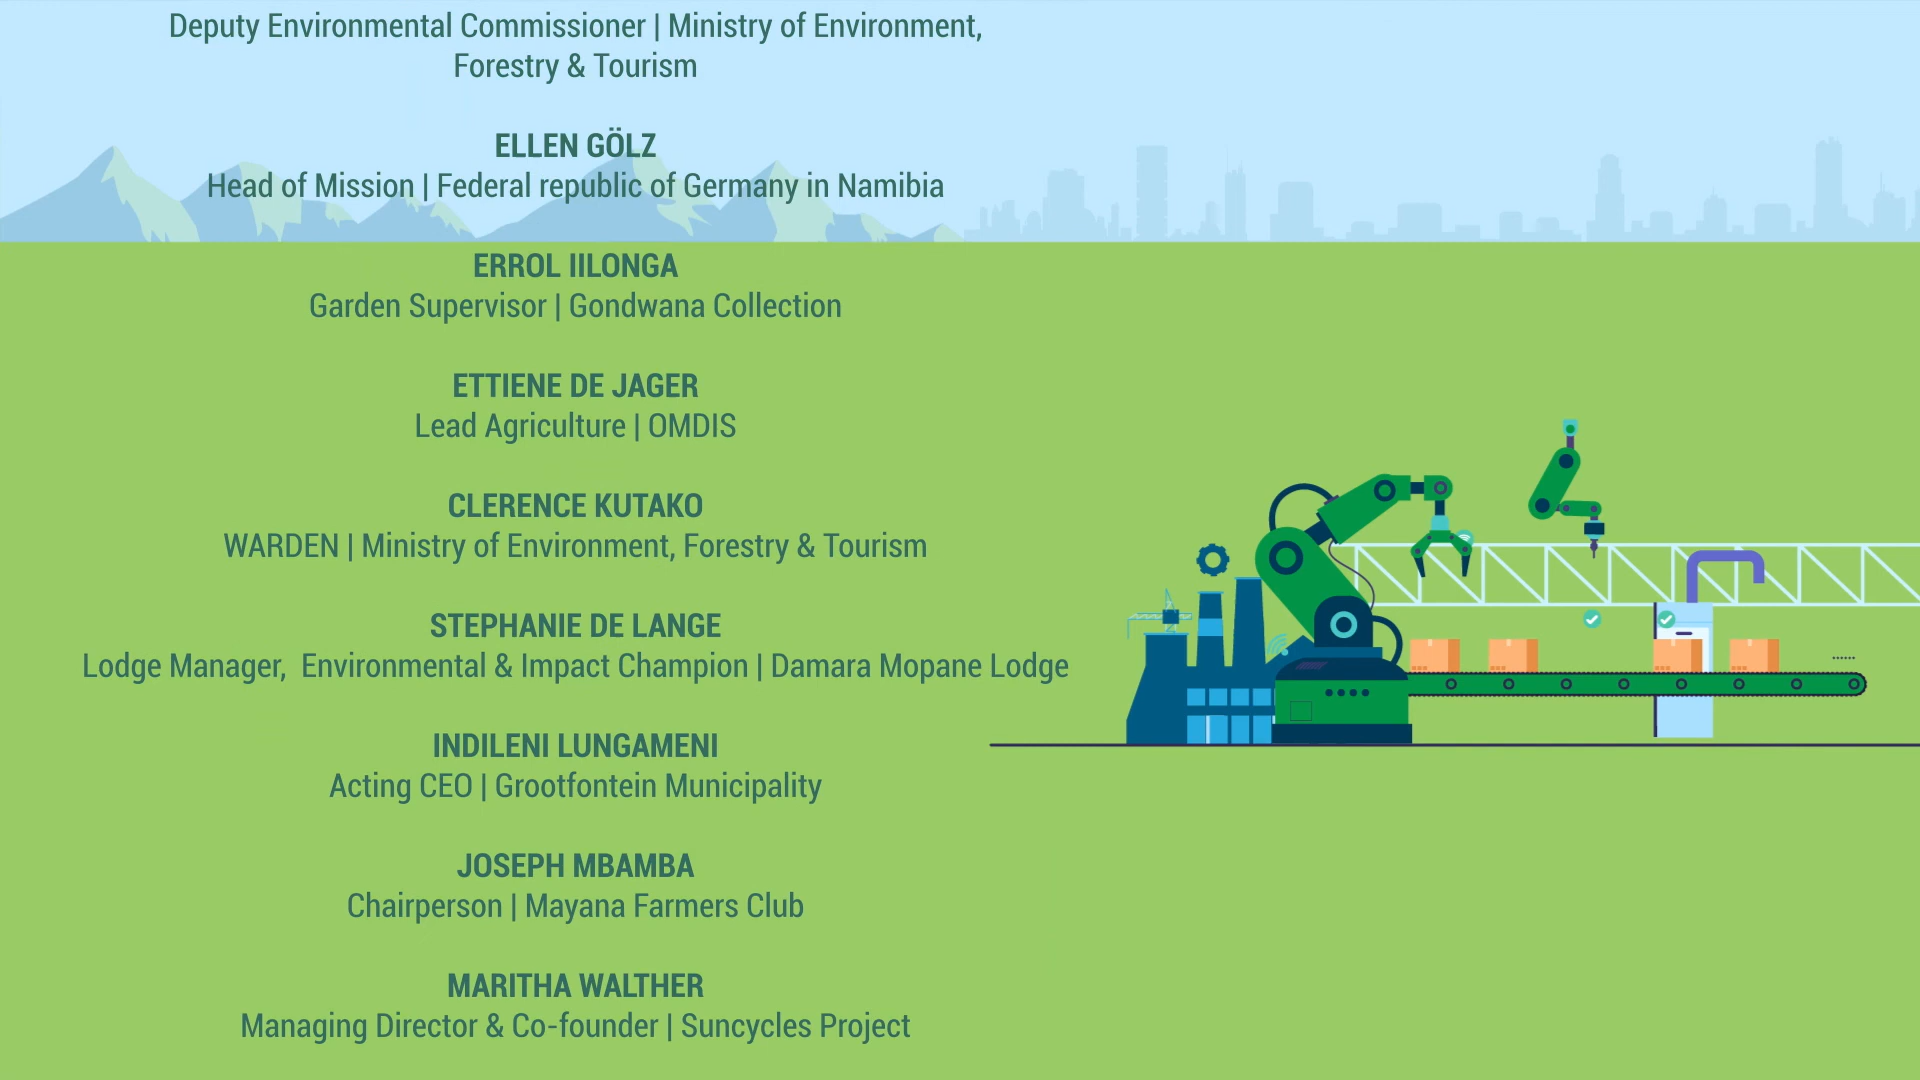 Deputy Environmental Commissioner | Ministry of Environment,
Forestry & Tourism
ELLEN GÖLZ
Head of Mission | Federal republic of Germany in Namibia
ERROL IILONGA
Garden Supervisor | Gondwana Collection
ETTIENE DE JAGER
Lead Agriculture | OMDIS
CLERENCE KUTAKO
WARDEN | Ministry of Environment, Forestry & Tourism
STEPHANIE DE LANGE
Lodge Manager,  Environmental & Impact Champion | Damara Mopane Lodge
INDILENI LUNGAMENI
Acting CEO | Grootfontein Municipality
JOSEPH MBAMBA
Chairperson | Mayana Farmers Club
MARITHA WALTHER
Managing Director & Co-founder | Suncycles Project